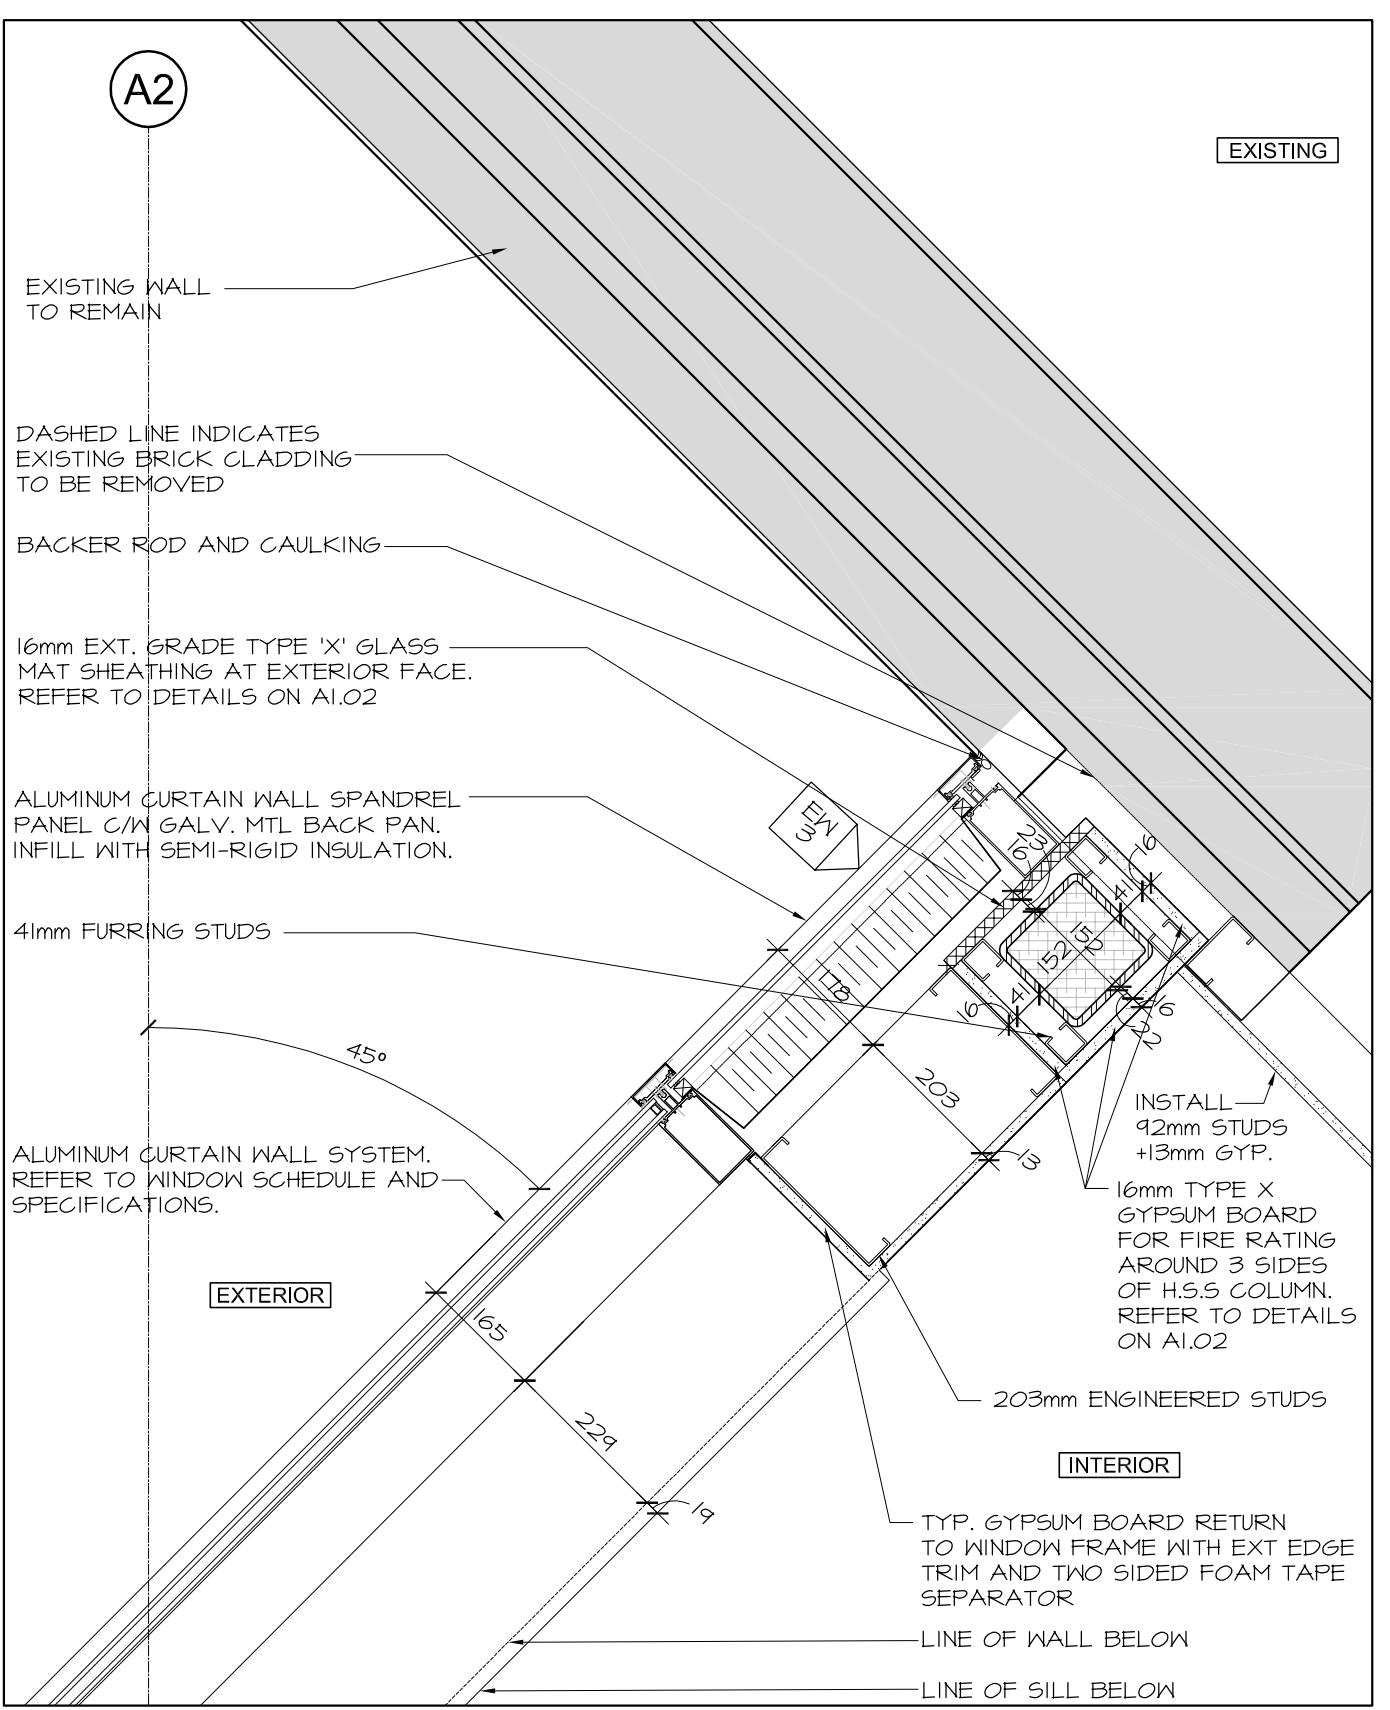 A2
EXISTING
EXISTING WALL
TO REMAIN
DASHED LINE INDICATES
EXISTING BRICK CLADDING
TO BE REMOVED
BACKER ROD AND CAULKING
16mm EXT. GRADE TYPE 'X' GLASS
MAT SHEATHING AT EXTERIOR FACE.
REFER TO DETAILS ON A1.02
ALUMINUM CURTAIN WALL SPANDREL
PANEL C/W GALV. MTL BACK PAN.
INFILL WITH SEMI-RIGID INSULATION.
41mm FURRING STUDS
EW
3
23
16
16
41
152
152
41
16
16
22
178
203
13
45°
ALUMINUM CURTAIN WALL SYSTEM.
REFER TO WINDOW SCHEDULE AND
SPECIFICATIONS.
EXTERIOR
165
229
19
INSTALL
92mm STUDS
+13mm GYP.
16mm TYPE X
GYPSUM BOARD
FOR FIRE RATING
AROUND 3 SIDES
OF H.S.S COLUMN.
REFER TO DETAILS
ON A1.02
203mm ENGINEERED STUDS
INTERIOR
TYP. GYPSUM BOARD RETURN
TO WINDOW FRAME WITH EXT EDGE
TRIM AND TWO SIDED FOAM TAPE
SEPARATOR
LINE OF WALL BELOW
LINE OF SILL BELOW